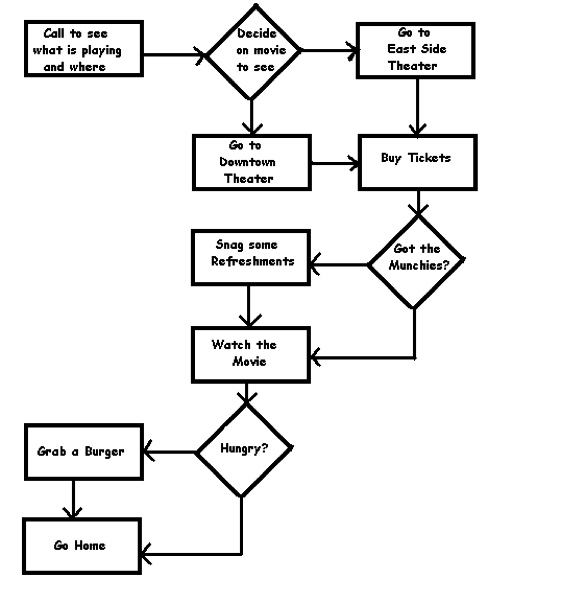 Call to see
what is playing
and where
Decide
on movie
to see
Go to
East Side
Theater
Go to
Downtown
Theater
Buy Tickets
Got the
Munchies?
Snag some
Refreshments
Watch the
Movie
Hungry?
Grab a Burger
Go Home